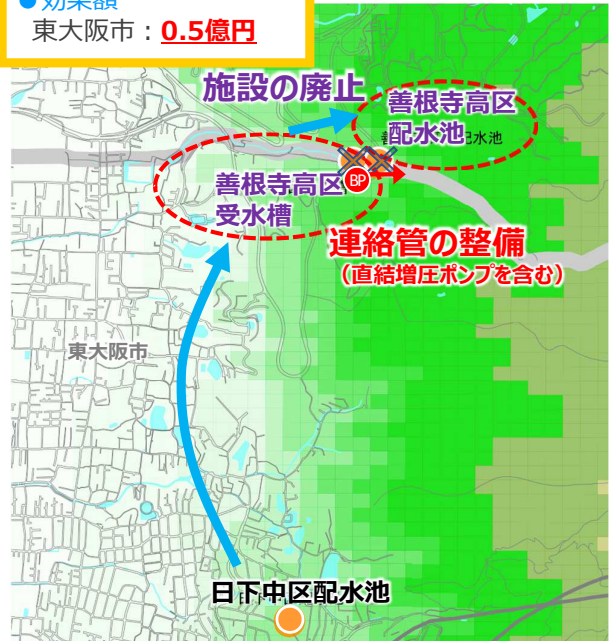 ●効果額
東大阪市：0.5億円
施設の廃止
善根寺高区
配水池
配水池
善根寺高区
受水槽
BP
連絡管の整備
（直結増圧ポンプを含む）
東大阪市
日下中区配水池